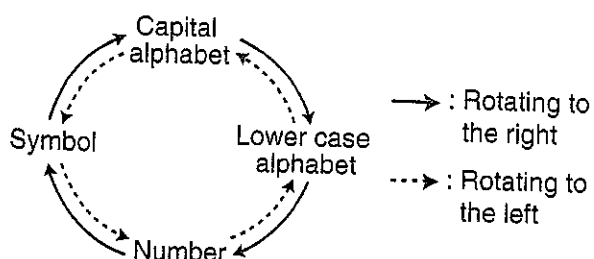 Capital
alphabet
Symbol
Lower case
alphabet
Number
: Rotating to
the right
: Rotating to
the left